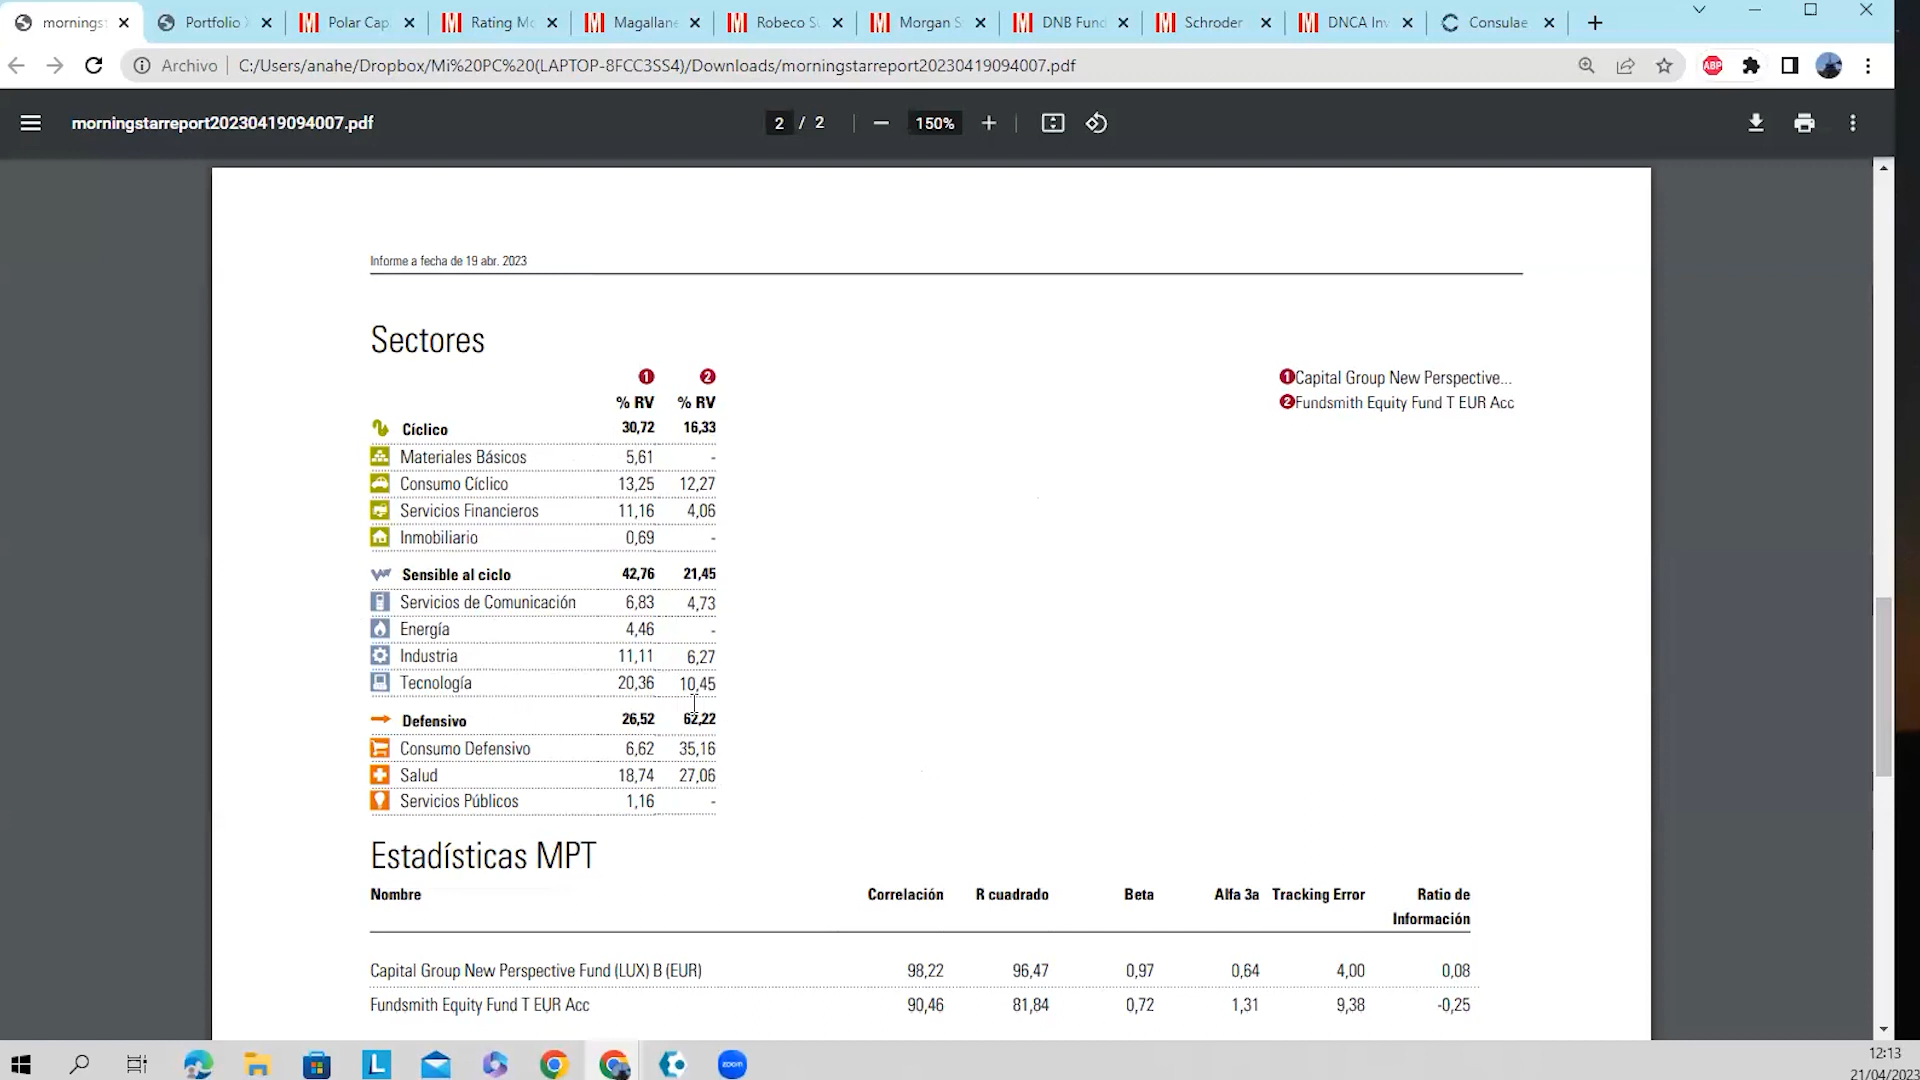 morningst
Portfolio
Polar Cap
Rating Mo
Magallane
Robeco S
Morgan S
DNB Fund
Schroder
DNCA Inv
Consulae
Archivo
C:/Users/anahe/Dropbox/Mi%20PC%20(LAPTOP-8FCC3SS4)/Downloads/morningstarreport20230419094007.pdf
ABP
morningstarreport20230419094007.pdf
2 / 2
150%
Informe a fecha de 19 abr. 2023
Sectores
1 2
1 Capital Group New Perspective...
% RV % RV
2 Fundsmith Equity Fund T EUR Acc
Cíclico 30,72 16,33
Materiales Básicos 5,61 -
Consumo Cíclico 13,25 12,27
Servicios Financieros 11,16 4,06
Inmobiliario 0,69 -
Sensible al ciclo 42,76 21,45
Servicios de Comunicación 6,83 4,73
Energía 4,46 -
Industria 11,11 6,27
Tecnología 20,36 10,45
Defensivo 26,52 62,22
Consumo Defensivo 6,62 35,16
Salud 18,74 27,06
Servicios Públicos 1,16 -
Estadísticas MPT
Nombre Correlación R cuadrado Beta Alfa 3a Tracking Error Ratio de
Información
Capital Group New Perspective Fund (LUX) B (EUR) 98,22 96,47 0,97 0,64 4,00 0,08
Fundsmith Equity Fund T EUR Acc 90,46 81,84 0,72 1,31 9,38 -0,25
L
zoom
12:13
21/04/2023